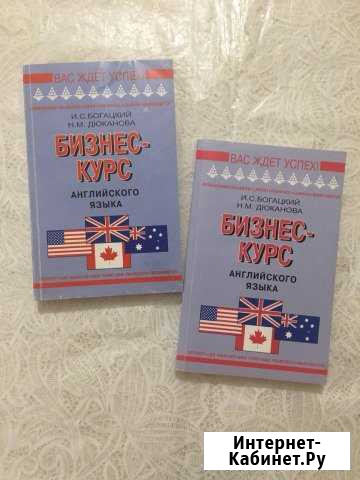 ВАС ЖДЕТ УСПЕХ!
И.С.БОГАЦКИЙ
Н.М. ДЮКАНОВА
БИЗНЕС-
КУРС
АНГЛИЙСКОГО
ЯЗЫКА
ВАС ЖДЕТ УСПЕХ!
И.С.БОГАЦКИЙ
Н.М. ДЮКАНОВА
БИЗНЕС-
КУРС
АНГЛИЙСКОГО
ЯЗЫКА
Интернет-
Кабинет.Ру